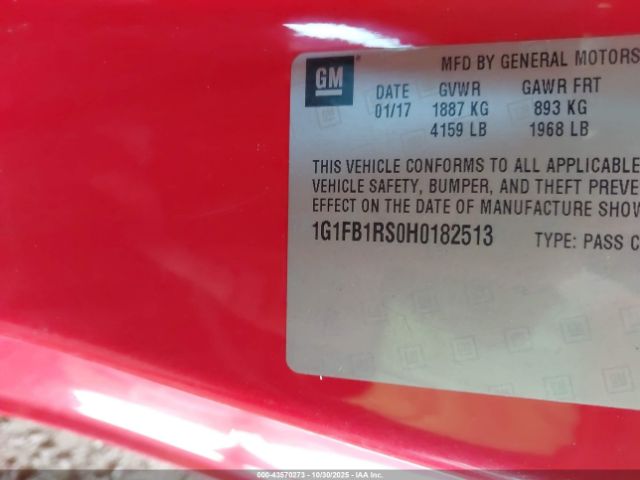 GM
MFD BY GENERAL MOTORS
DATE GVWR GAWR FRT
01/17 1887 KG 893 KG
4159 LB 1968 LB
THIS VEHICLE CONFORMS TO ALL APPLICABLE
VEHICLE SAFETY, BUMPER, AND THEFT PREVE
EFFECT ON THE DATE OF MANUFACTURE SHOW
1G1FB1RS0H0182513 TYPE: PASS C
000-43570273 - 10/30/2025 - IAAI.COM